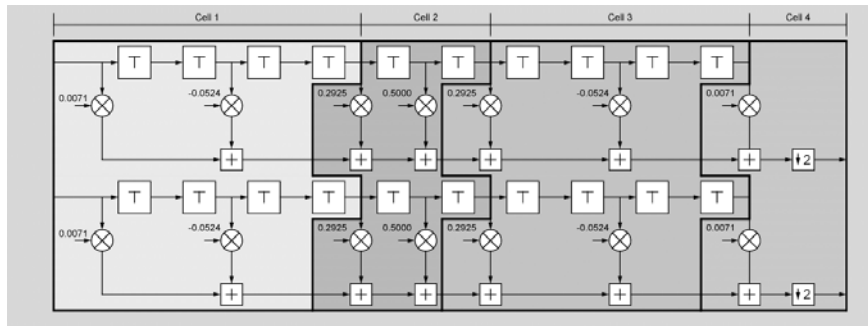 Cell 1 Cell 2 Cell 3 Cell 4
T T T T T T T T T T
0.0071 -0.0524 0.2925 0.5000 0.2925 -0.0524 0.0071
+ + + + + + ↓2
T T T T T T T T T T
0.0071 -0.0524 0.2925 0.5000 0.2925 -0.0524 0.0071
+ + + + + + ↓2